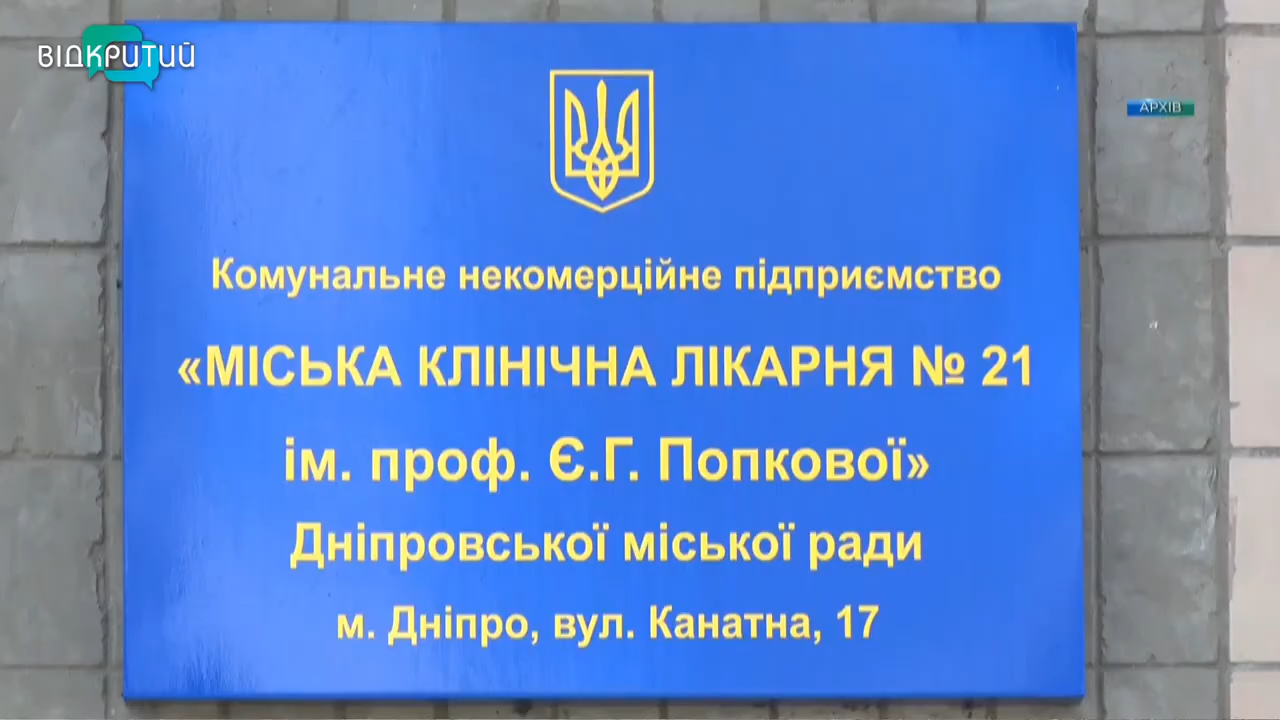 ВІДКРИТИЙ
АРХІВ
Комунальне некомерційне підприємство
«МІСЬКА КЛІНІЧНА ЛІКАРНЯ № 21
ім. проф. Є.Г. Попкової»
Дніпровської міської ради
м. Дніпро, вул. Канатна, 17